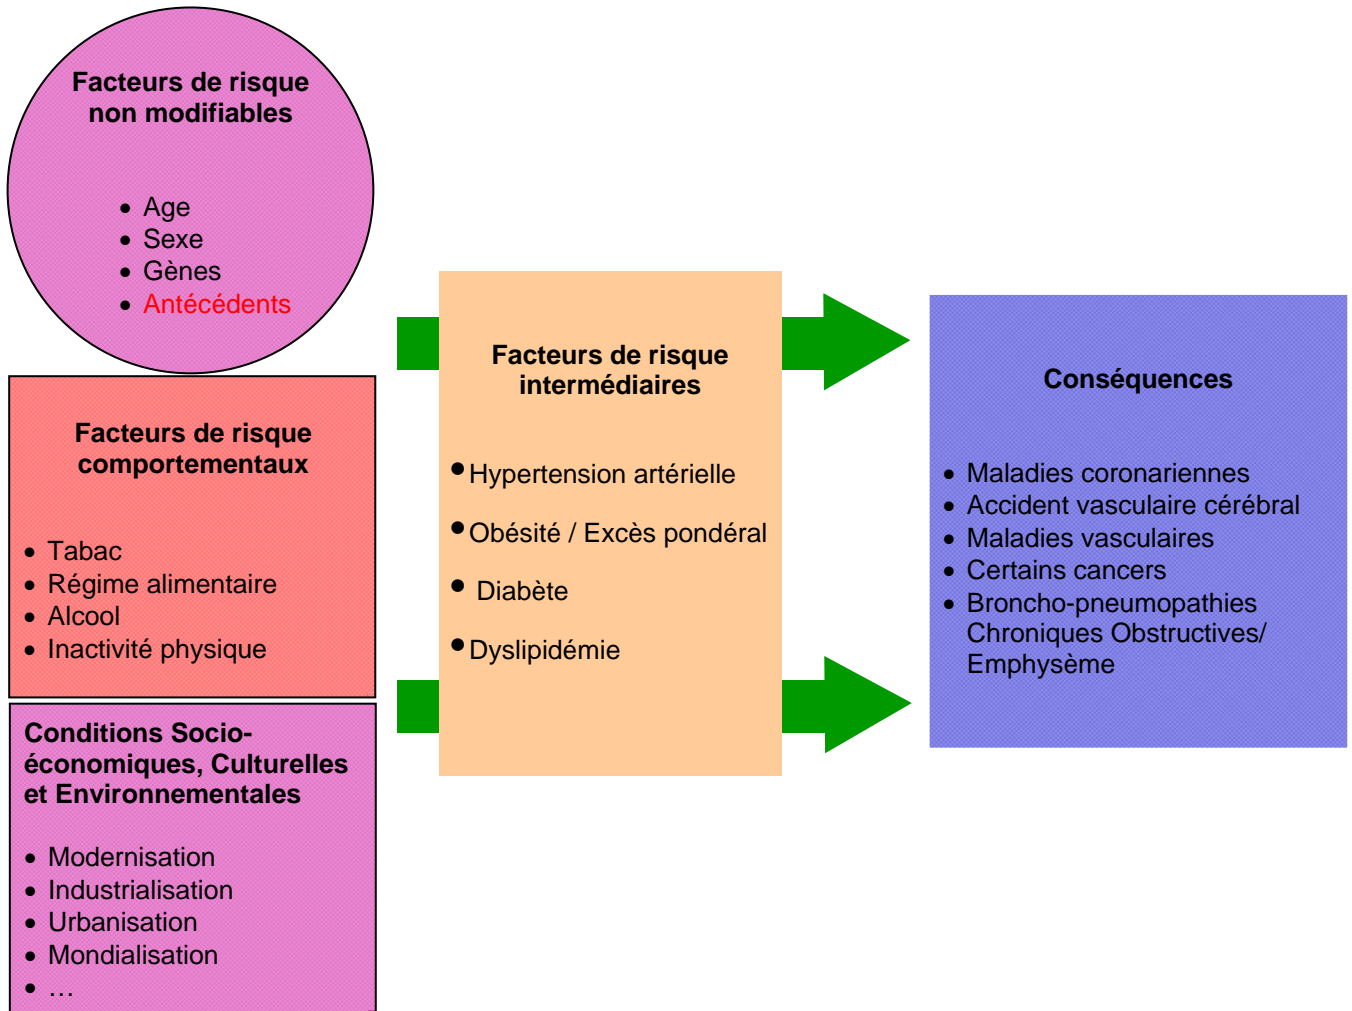 Facteurs de risque
non modifiables
• Age
• Sexe
• Gènes
• Antécédents
Facteurs de risque
comportementaux
• Tabac
• Régime alimentaire
• Alcool
• Inactivité physique
Conditions Socio-
économiques, Culturelles
et Environnementales
• Modernisation
• Industrialisation
• Urbanisation
• Mondialisation
• …
Facteurs de risque
intermédiaires
• Hypertension artérielle
• Obésité / Excès pondéral
• Diabète
• Dyslipidémie
Conséquences
• Maladies coronariennes
• Accident vasculaire cérébral
• Maladies vasculaires
• Certains cancers
• Broncho-pneumopathies
Chroniques Obstructives/
Emphysème